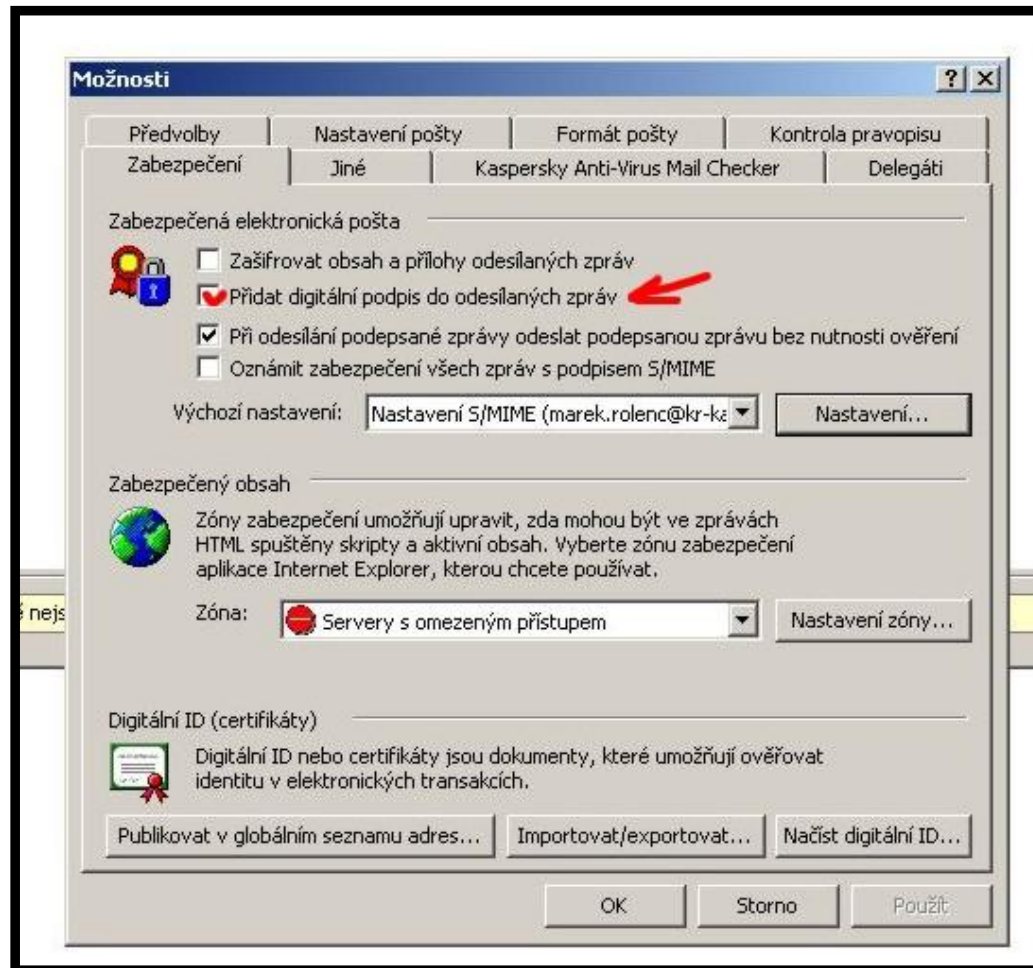 Možnosti
Předvolby
Nastavení pošty
Formát pošty
Kontrola pravopisu
Zabezpečení
Jiné
Kaspersky Anti-Virus Mail Checker
Delegáti
Zabezpečená elektronická pošta
Zašifrovat obsah a přílohy odesílaných zpráv
Přidat digitální podpis do odesílaných zpráv
Při odesílání podepsané zprávy odeslat podepsanou zprávu bez nutnosti ověření
Oznámit zabezpečení všech zpráv s podpisem S/MIME
Výchozí nastavení:
Nastavení S/MIME (marek.rolenc@kr-ka
Nastavení...
Zabezpečený obsah
Zóny zabezpečení umožňují upravit, zda mohou být ve zprávách
HTML spuštěny skripty a aktivní obsah. Vyberte zónu zabezpečení
aplikace Internet Explorer, kterou chcete používat.
nejs
Zóna:
Servery s omezeným přístupem
Nastavení zóny...
Digitální ID (certifikáty)
Digitální ID nebo certifikáty jsou dokumenty, které umožňují ověřovat
identitu v elektronických transakcích.
Publikovat v globálním seznamu adres...
Importovat/exportovat...
Načíst digitální ID...
OK
Storno
Použít